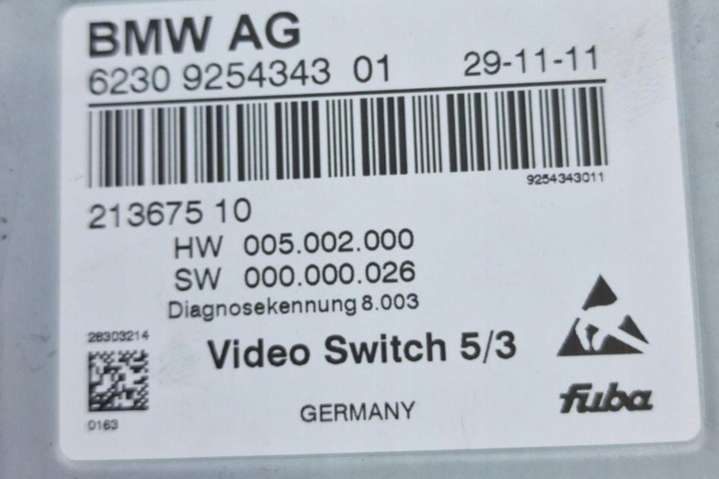 BMW AG
6230 9254343 01 29-11-11
9254343011
213675 10
HW 005.002.000
SW 000.000.026
Diagnosekennung 8.003
28303214
Video Switch 5/3
0163
GERMANY
fuba